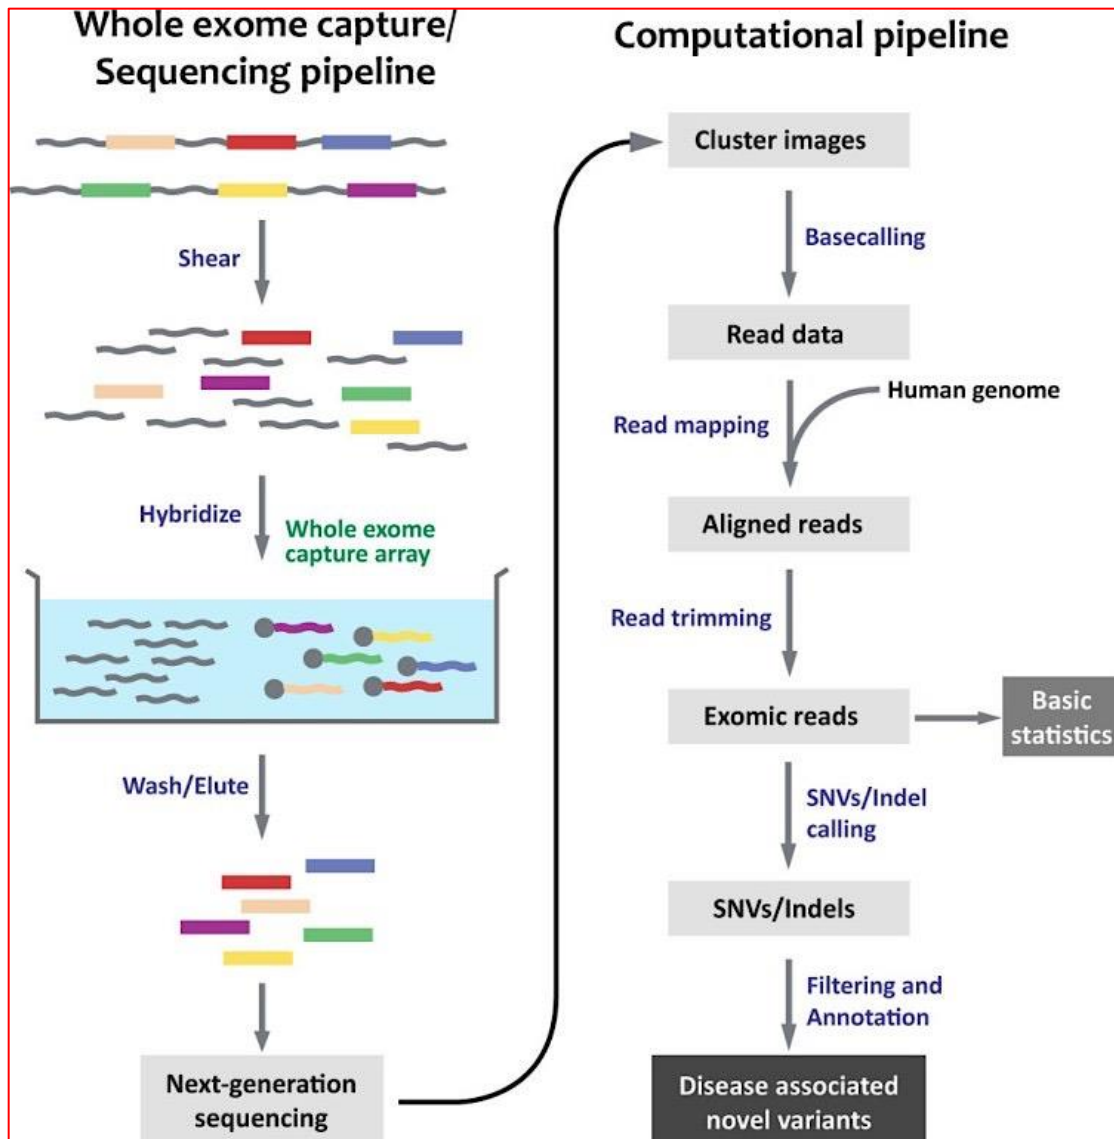 Whole exome capture/
Sequencing pipeline
Shear
Hybridize
Whole exome
capture array
Wash/Elute
Next-generation
sequencing
Computational pipeline
Cluster images
Basecalling
Read data
Human genome
Read mapping
Aligned reads
Read trimming
Exomic reads
Basic
statistics
SNVs/Indel
calling
SNVs/Indels
Filtering and
Annotation
Disease associated
novel variants